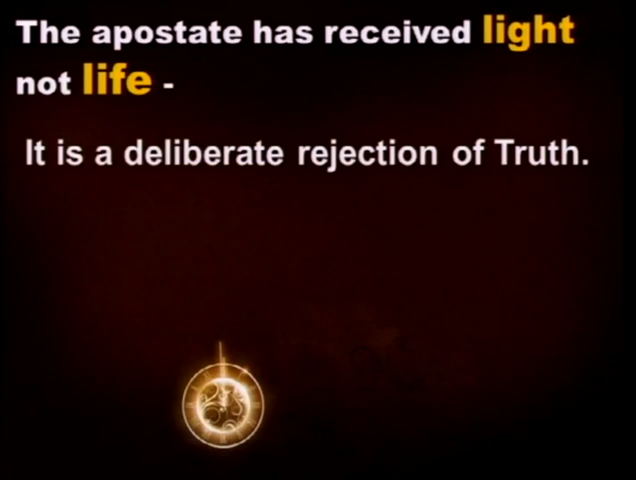 The apostate has received light
not life -
It is a deliberate rejection of Truth.